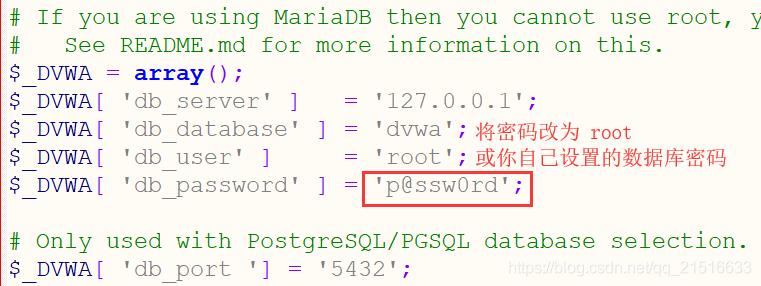 # If you are using MariaDB then you cannot use root, y
#   See README.md for more information on this.
$_DVWA = array();
$_DVWA[ 'db_server' ]   = '127.0.0.1';
$_DVWA[ 'db_database' ] = 'dvwa'; 将密码改为 root
$_DVWA[ 'db_user' ]     = 'root'; 或你自己设置的数据库密码
$_DVWA[ 'db_password' ] = 'p@ssw0rd';
# Only used with PostgreSQL/PGSQL database selection.
$_DVWA[ 'db_port '] = '5432';
https://blog.csdn.net/qq_21516633